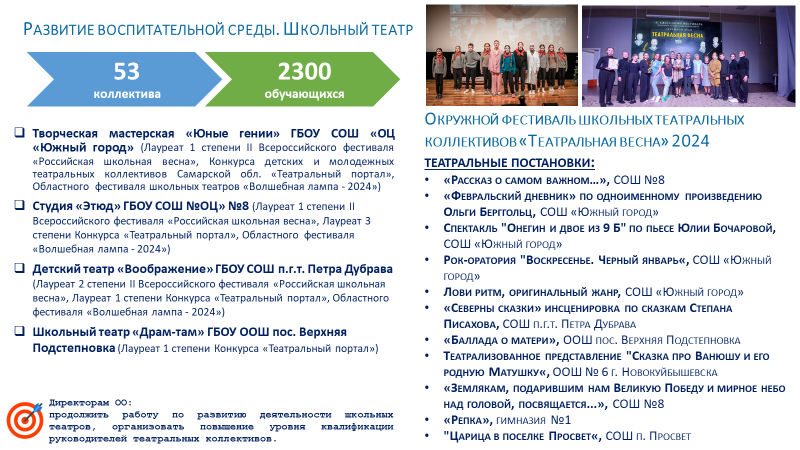 Развитие воспитательной среды. Школьный театр
53
коллектива
2300
обучающихся
Творческая мастерская «Юные гении» ГБОУ СОШ «ОЦ
«Южный город» (Лауреат 1 степени II Всероссийского фестиваля
«Российская школьная весна», Конкурса детских и молодежных
театральных коллективов Самарской обл. «Театральный портал»,
Областного фестиваля школьных театров «Волшебная лампа - 2024»)
Студия «Этюд» ГБОУ СОШ №ОЦ» №8 (Лауреат 1 степени II
Всероссийского фестиваля «Российская школьная весна», Лауреат 3
степени Конкурса «Театральный портал», Областного фестиваля
«Волшебная лампа - 2024»)
Детский театр «Воображение» ГБОУ СОШ п.г.т. Петра Дубрава
(Лауреат 2 степени II Всероссийского фестиваля «Российская школьная
весна», Лауреат 1 степени Конкурса «Театральный портал», Областного
фестиваля «Волшебная лампа - 2024»)
Школьный театр «Драм-там» ГБОУ ООШ пос. Верхняя
Подстепновка (Лауреат 1 степени Конкурса «Театральный портал»)
Директорам ОО:
продолжить работу по развитию деятельности школьных
театров, организовать повышение уровня квалификации
руководителей театральных коллективов.
ТЕАТРАЛЬНАЯ ВЕСНА
Окружной фестиваль школьных театральных
коллективов «Театральная весна» 2024
театральные постановки:
«Рассказ о самом важном…», СОШ №8
«Февральский дневник» по одноименному произведению
Ольги Берггольц, СОШ «Южный город»
Спектакль "Онегин и двое из 9 Б" по пьесе Юлии Бочаровой,
СОШ «Южный город»
Рок-оратория "Воскресенье. Черный январь«, СОШ «Южный
город»
Лови ритм, оригинальный жанр, СОШ «Южный город»
«Северны сказки» инсценировка по сказкам Степана
Писахова, СОШ п.г.т. Петра Дубрава
«Баллада о матери», ООШ пос. Верхняя Подстепновка
Театрализованное представление "Сказка про Ванюшу и его
родную Матушку«, ООШ № 6 г. Новокуйбышевска
«Землякам, подарившим нам Великую Победу и мирное небо
над головой, посвящается…», СОШ №8
«Репка», гимназия №1
"Царица в поселке Просвет«, СОШ п. Просвет